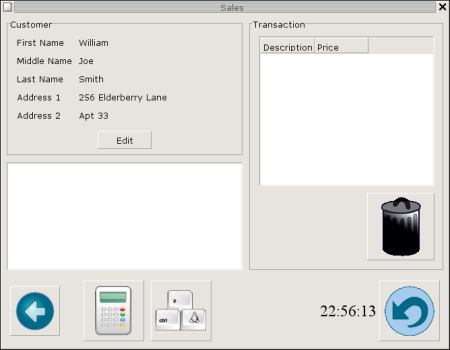 Sales
Customer
First Name William
Middle Name Joe
Last Name Smith
Address 1 256 Elderberry Lane
Address 2 Apt 33
Edit
Transaction
Description Price
z
ctrl
22:56:13